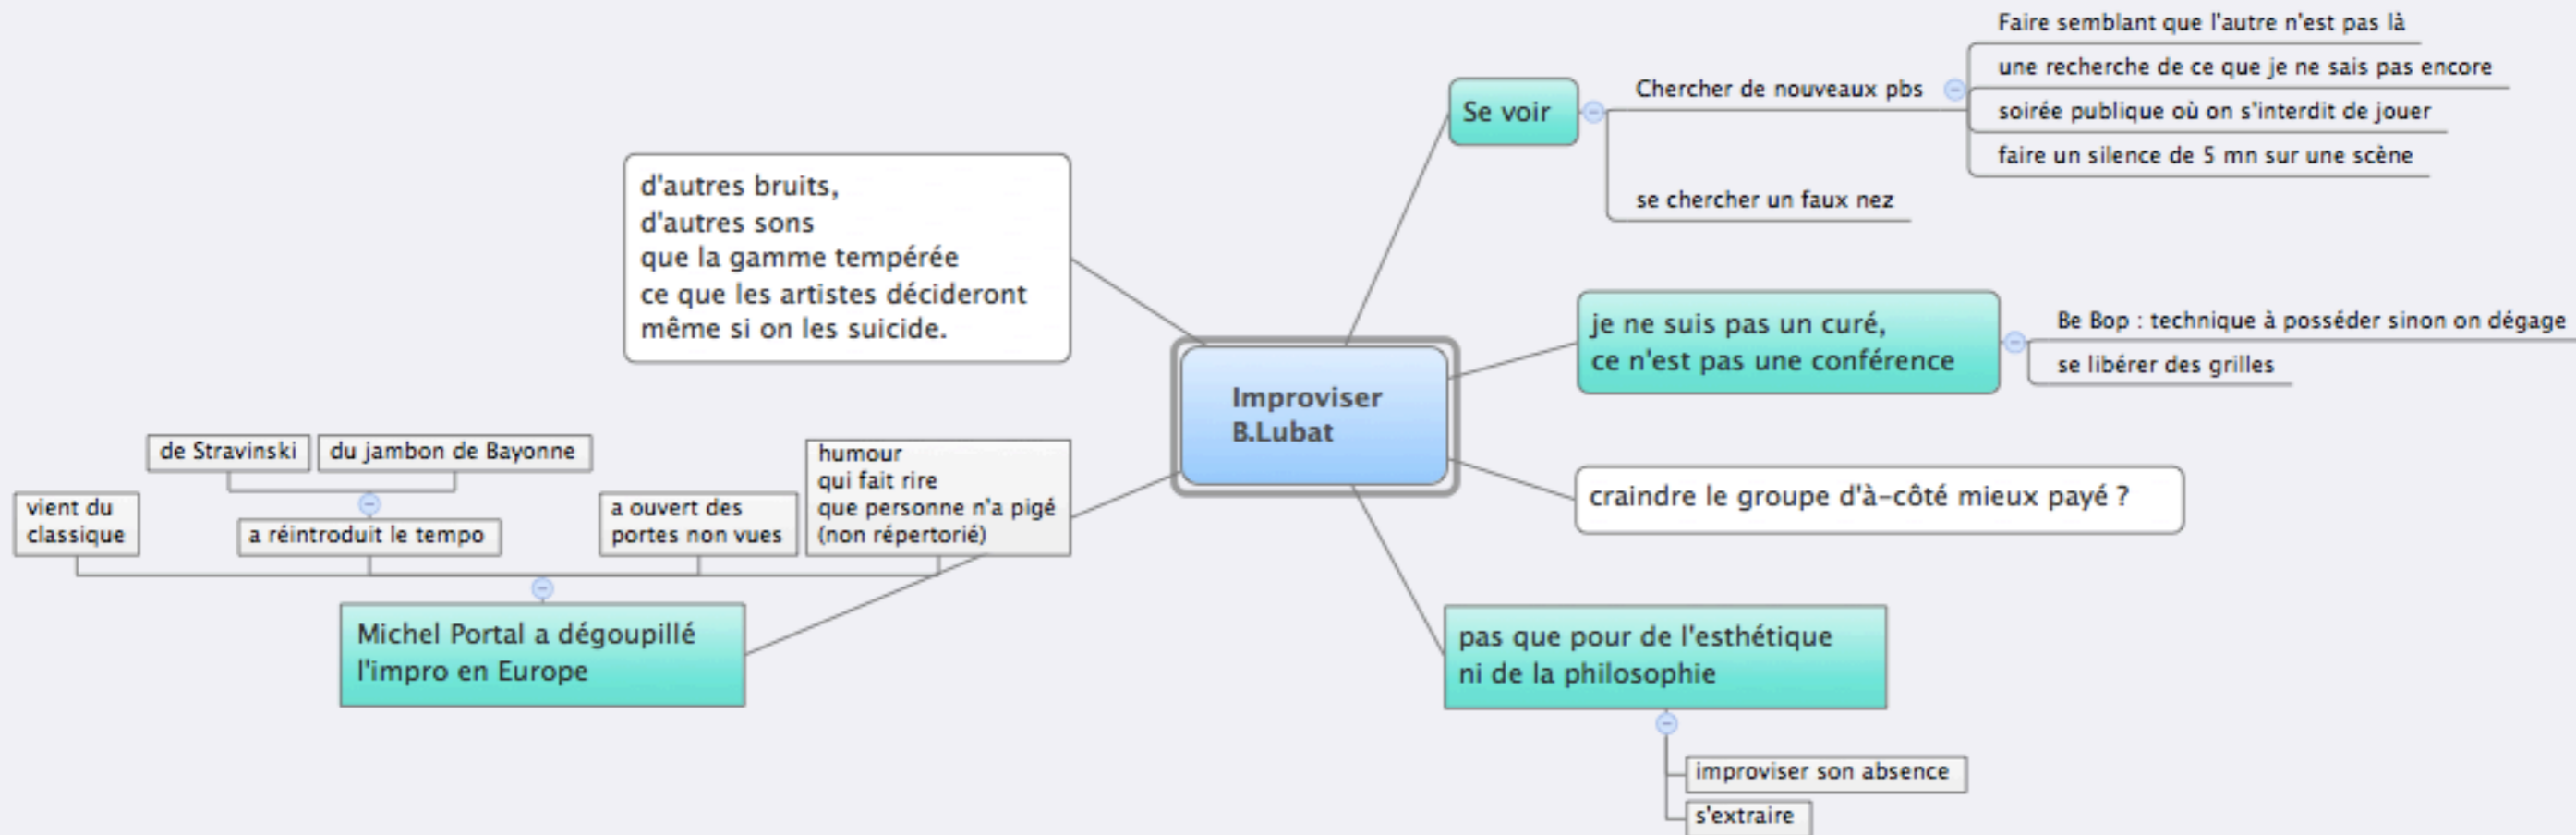 Improviser
B.Lubat
Se voir
Chercher de nouveaux pbs
Faire semblant que l'autre n'est pas là
une recherche de ce que je ne sais pas encore
soirée publique où on s'interdit de jouer
faire un silence de 5 mn sur une scène
se chercher un faux nez
je ne suis pas un curé,
ce n'est pas une conférence
Be Bop : technique à posséder sinon on dégage
se libérer des grilles
craindre le groupe d'à-côté mieux payé ?
pas que pour de l'esthétique
ni de la philosophie
improviser son absence
s'extraire
d'autres bruits,
d'autres sons
que la gamme tempérée
ce que les artistes décideront
même si on les suicide.
Michel Portal a dégoupillé
l'impro en Europe
vient du
classique
a réintroduit le tempo
de Stravinski
du jambon de Bayonne
a ouvert des
portes non vues
humour
qui fait rire
que personne n'a pigé
(non répertorié)